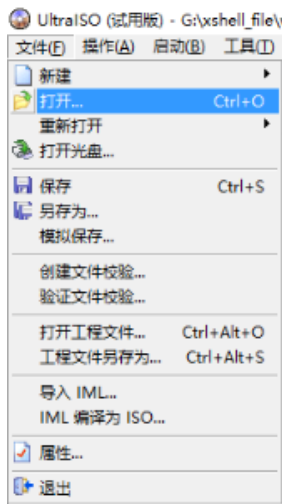 UltraISO (试用版) - G:\xshell_file\
文件(F) 操作(A) 启动(B) 工具(T)
新建
打开... Ctrl+O
重新打开
打开光盘...
保存 Ctrl+S
另存为...
模拟保存...
创建文件校验...
验证文件校验...
打开工程文件... Ctrl+Alt+O
工程文件另存为... Ctrl+Alt+S
导入 IML...
IML 编译为 ISO...
属性...
退出